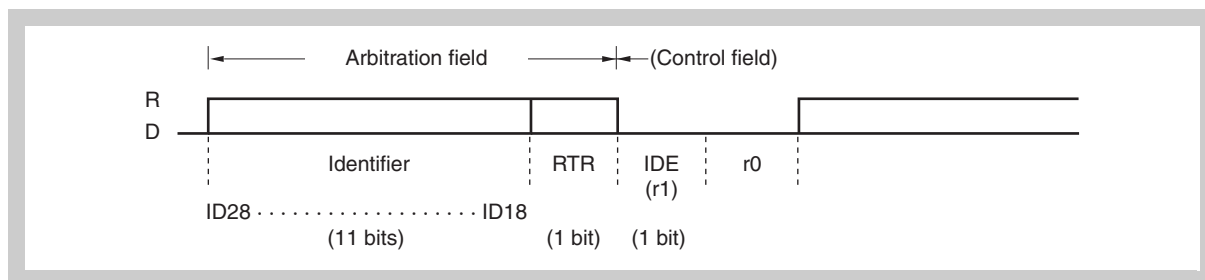 Arbitration field (Control field)
R
D
Identifier RTR IDE r0
(r1)
ID28 · · · · · · · · · · · · · · · · · · · · ID18
(11 bits) (1 bit) (1 bit)